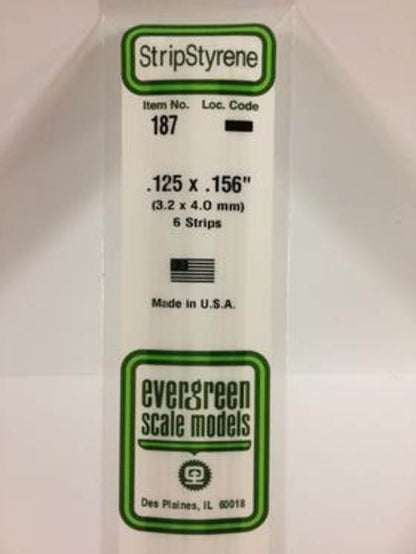 StripStyrene
Item No. Loc. Code
187
.125 x .156"
(3.2 x 4.0 mm)
6 Strips
Made in U.S.A.
evergreen
scale models
Des Plaines, IL 60018